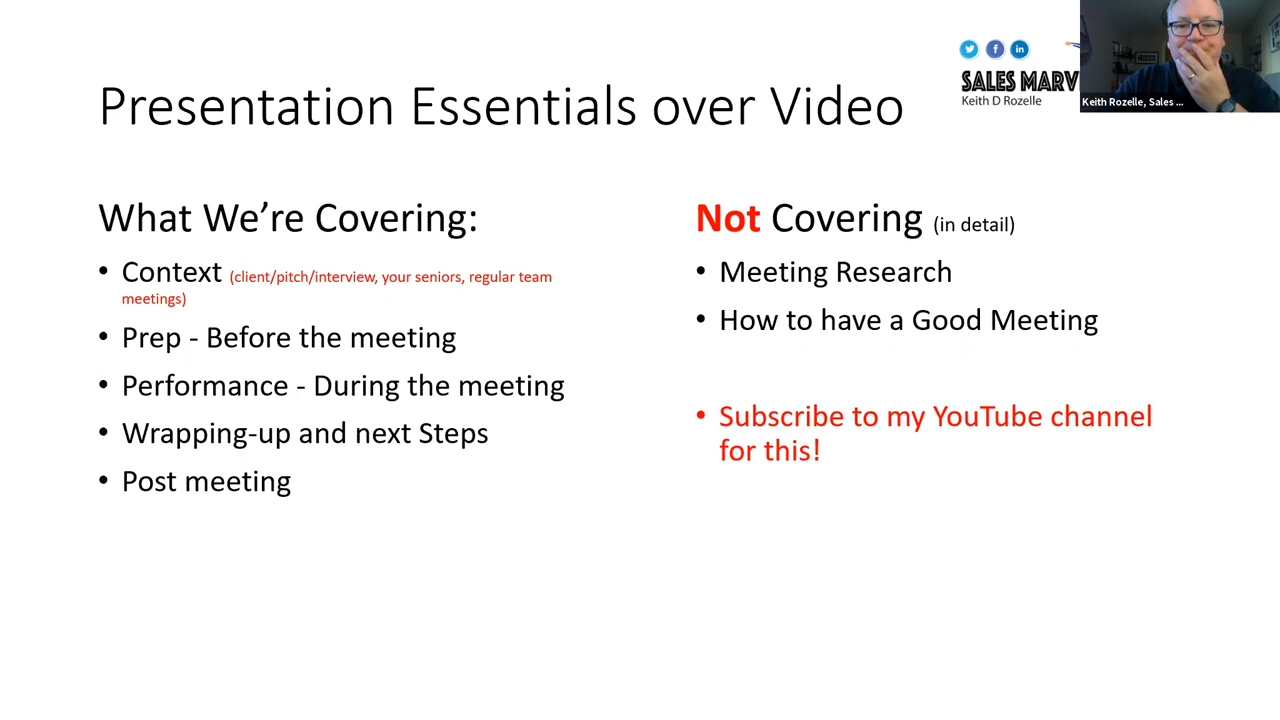 Presentation Essentials over Video
SALES MARV
Keith D Rozelle
Keith Rozelle, Sales ...
What We're Covering:
• Context (client/pitch/interview, your seniors, regular team
meetings)
• Prep - Before the meeting
• Performance - During the meeting
• Wrapping-up and next Steps
• Post meeting
Not Covering (in detail)
• Meeting Research
• How to have a Good Meeting
• Subscribe to my YouTube channel
for this!